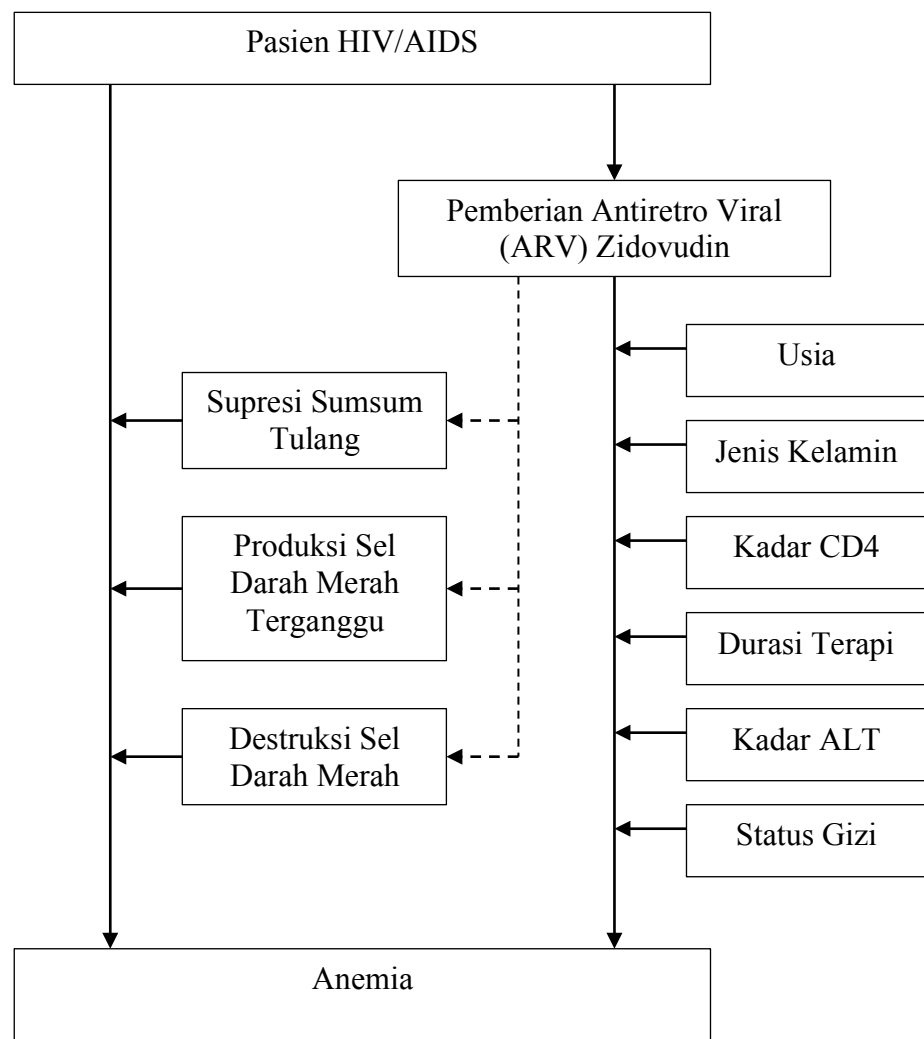 Pasien HIV/AIDS
Pemberian Antiretro Viral
(ARV) Zidovudin
Usia
Supresi Sumsum
Tulang
Jenis Kelamin
Produksi Sel
Darah Merah
Terganggu
Kadar CD4
Durasi Terapi
Destruksi Sel
Darah Merah
Kadar ALT
Status Gizi
Anemia